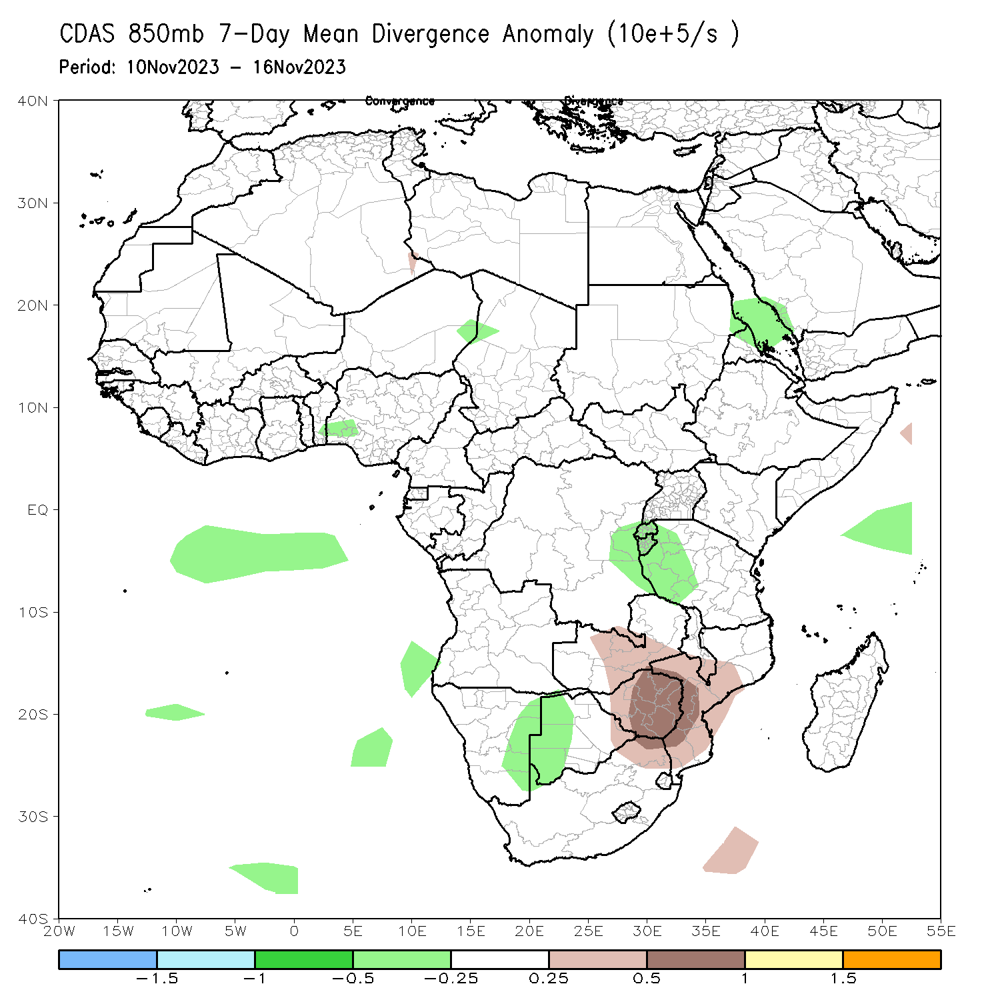 CDAS 850mb 7-Day Mean Divergence Anomaly (10e+5/s )
Period: 10Nov2023 - 16Nov2023
Convergence Divergence
40N
30N
20N
10N
EQ
10S
20S
30S
40S
20W 15W 10W 5W 0 5E 10E 15E 20E 25E 30E 35E 40E 45E 50E 55E
-1.5 -1 -0.5 -0.25 0.25 0.5 1 1.5